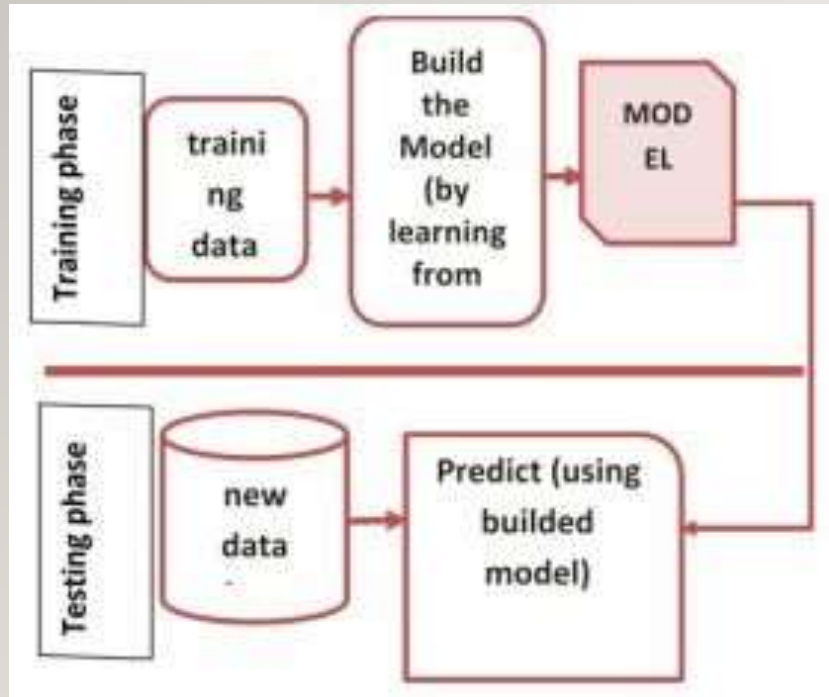 Training phase
traini
ng
data
Build
the
Model
(by
learning
from
MOD
EL
Testing phase
new
data
Predict (using
builded
model)